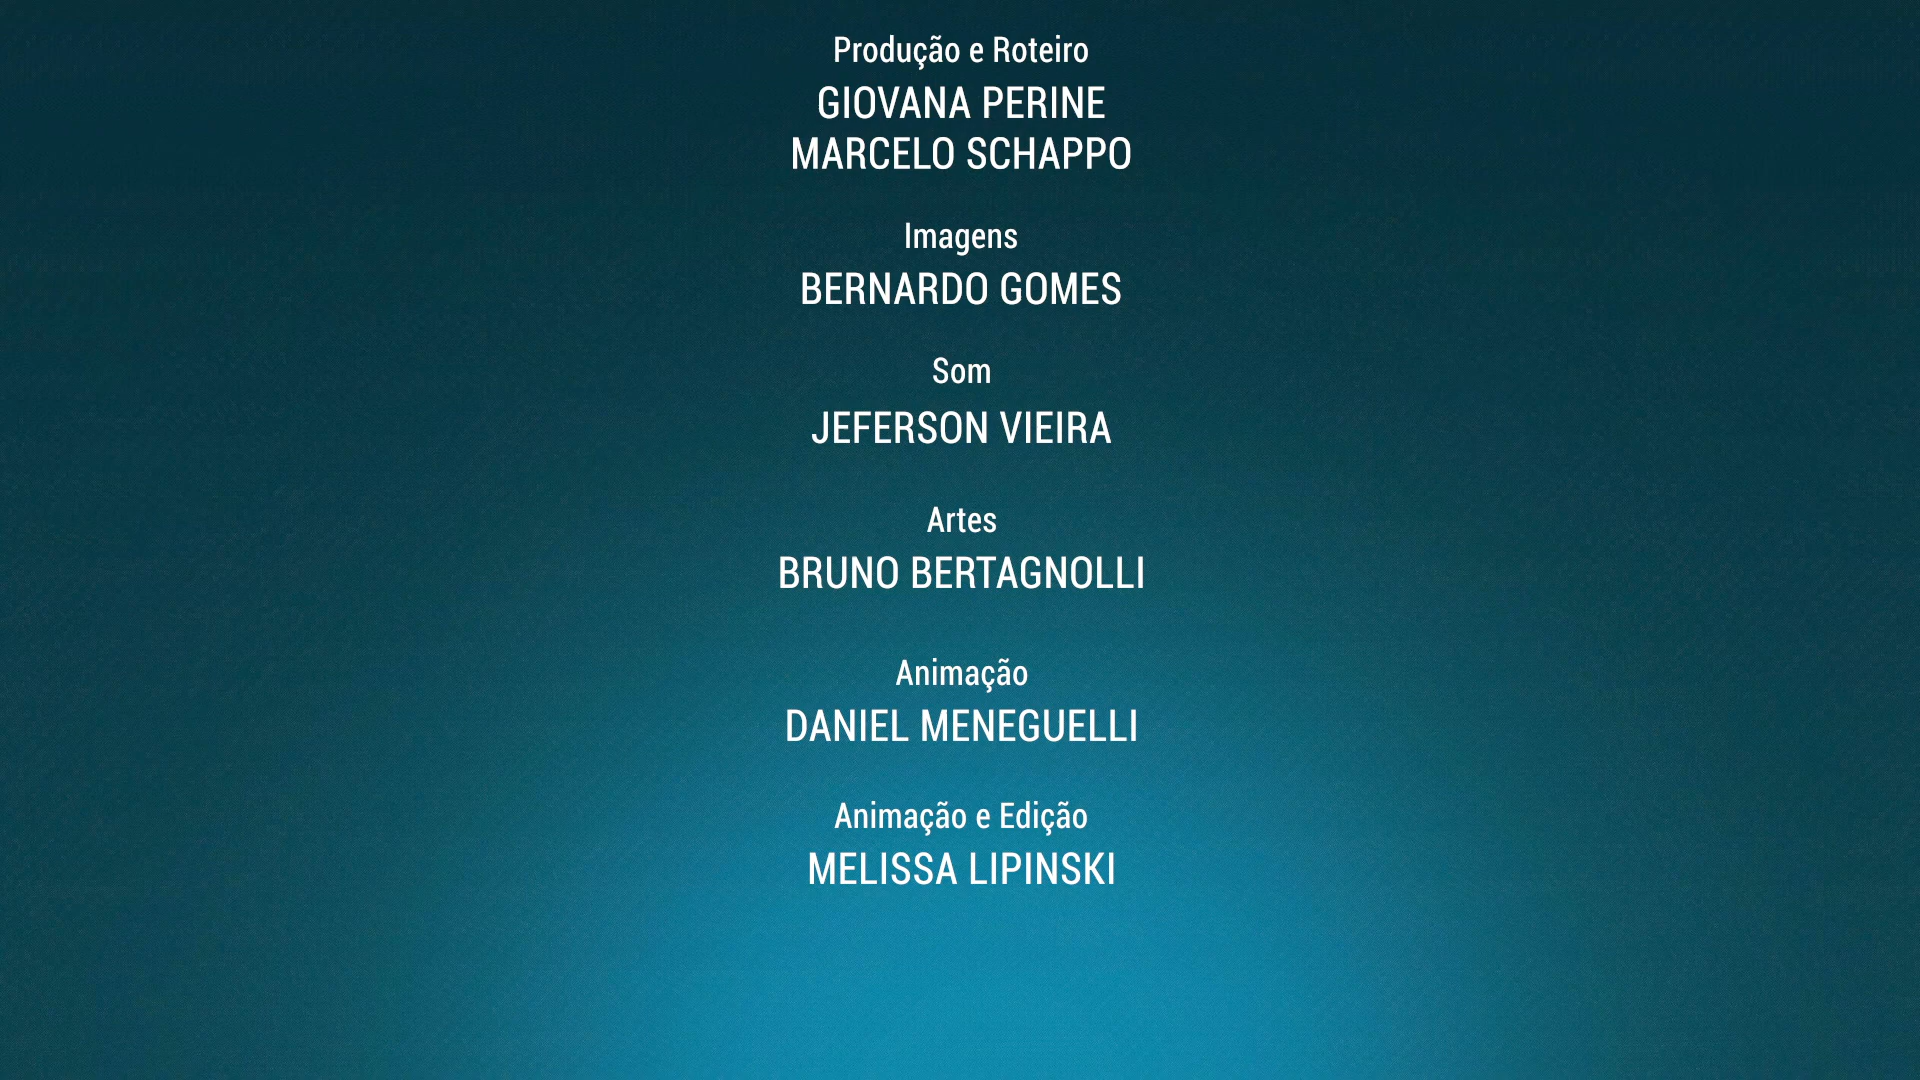 Produção e Roteiro
GIOVANA PERINE
MARCELO SCHAPPO
Imagens
BERNARDO GOMES
Som
JEFERSON VIEIRA
Artes
BRUNO BERTAGNOLLI
Animação
DANIEL MENEGUELLI
Animação e Edição
MELISSA LIPINSKI